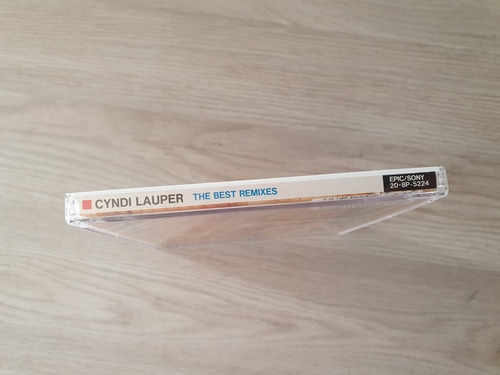 CYNDI LAUPER THE BEST REMIXES
EPIC/SONY
20·8P-5224